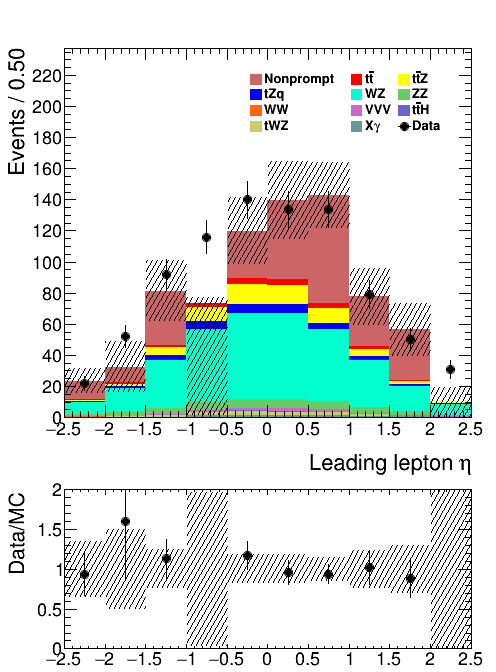 Events / 0.50
220
200
180
160
140
120
100
80
60
40
20
0
Nonprompt tt̄ tt̄Z
tZq WZ ZZ
WW VVV tt̄H
tWZ Xγ Data
−2.5 −2 −1.5 −1 −0.5 0 0.5 1 1.5 2 2.5
Leading lepton η
Data/MC
2
1.5
1
0.5
0
−2.5 −2 −1.5 −1 −0.5 0 0.5 1 1.5 2 2.5